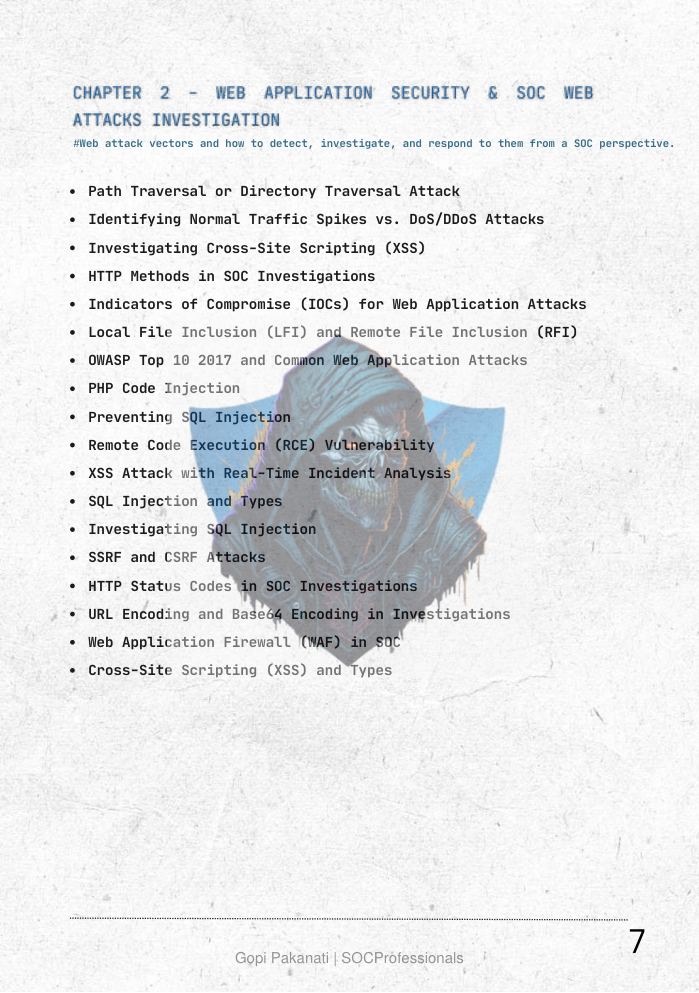 CHAPTER 2 - WEB APPLICATION SECURITY & SOC WEB
ATTACKS INVESTIGATION
#Web attack vectors and how to detect, investigate, and respond to them from a SOC perspective.
• Path Traversal or Directory Traversal Attack
• Identifying Normal Traffic Spikes vs. DoS/DDoS Attacks
• Investigating Cross-Site Scripting (XSS)
• HTTP Methods in SOC Investigations
• Indicators of Compromise (IOCs) for Web Application Attacks
• Local File Inclusion (LFI) and Remote File Inclusion (RFI)
• OWASP Top 10 2017 and Common Web Application Attacks
• PHP Code Injection
• Preventing SQL Injection
• Remote Code Execution (RCE) Vulnerability
• XSS Attack with Real-Time Incident Analysis
• SQL Injection and Types
• Investigating SQL Injection
• SSRF and CSRF Attacks
• HTTP Status Codes in SOC Investigations
• URL Encoding and Base64 Encoding in Investigations
• Web Application Firewall (WAF) in SOC
• Cross-Site Scripting (XSS) and Types
7
Gopi Pakanati | SOCProfessionals